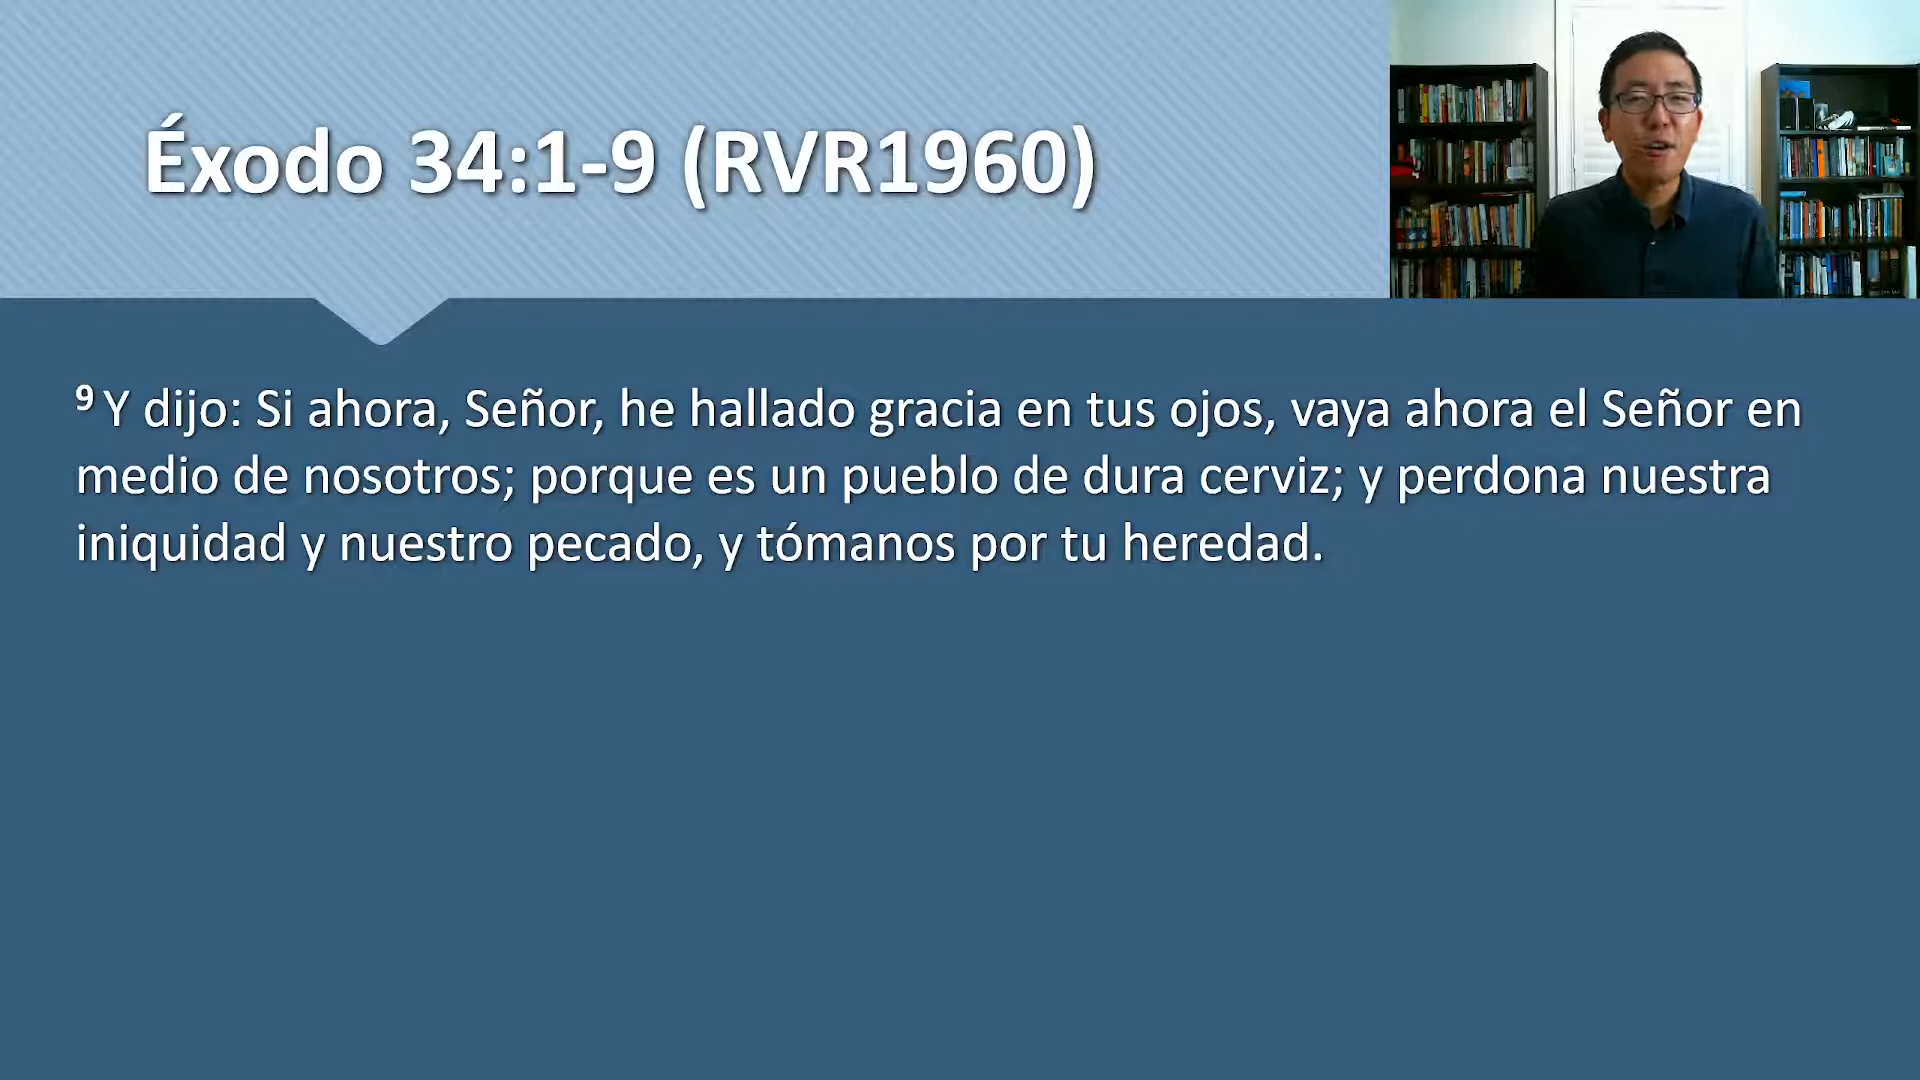 Éxodo 34:1-9 (RVR1960)
9 Y dijo: Si ahora, Señor, he hallado gracia en tus ojos, vaya ahora el Señor en
medio de nosotros; porque es un pueblo de dura cerviz; y perdona nuestra
iniquidad y nuestro pecado, y tómanos por tu heredad.